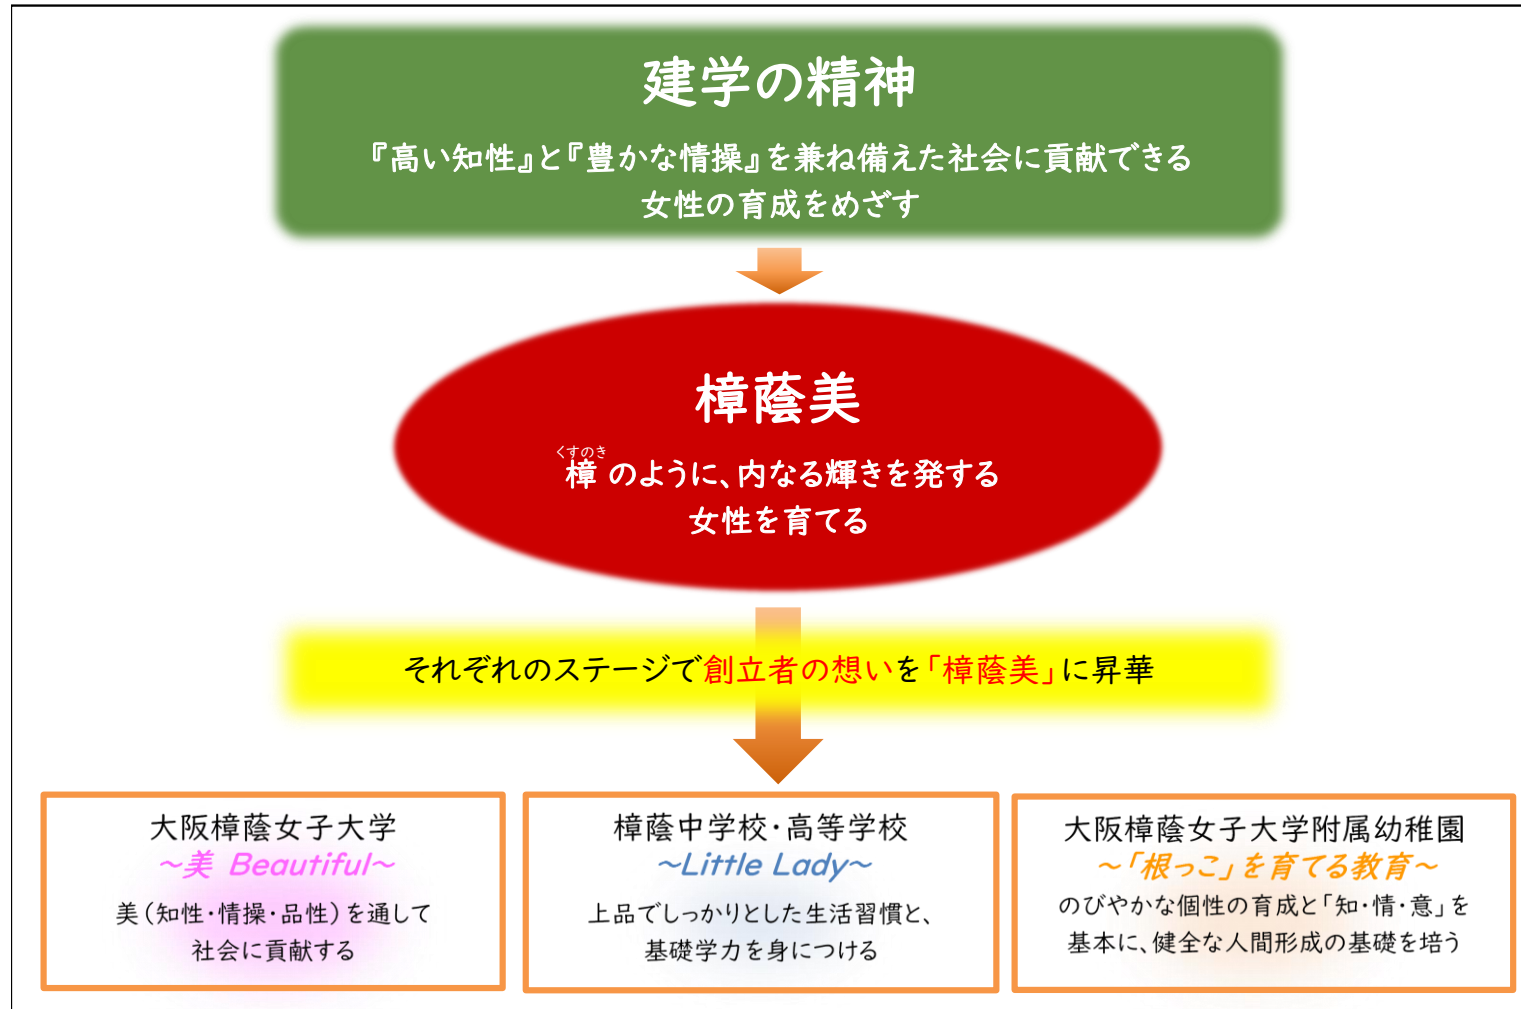 建学の精神
『高い知性』と『豊かな情操』を兼ね備えた社会に貢献できる
女性の育成をめざす
樟蔭美
くすのき
樟のように、内なる輝きを発する
女性を育てる
それぞれのステージで創立者の想いを「樟蔭美」に昇華
大阪樟蔭女子大学
～美 Beautiful～
美（知性・情操・品性）を通して
社会に貢献する
樟蔭中学校・高等学校
～Little Lady～
上品でしっかりとした生活習慣と、
基礎学力を身につける
大阪樟蔭女子大学附属幼稚園
～「根っこ」を育てる教育～
のびやかな個性の育成と「知・情・意」を
基本に、健全な人間形成の基礎を培う